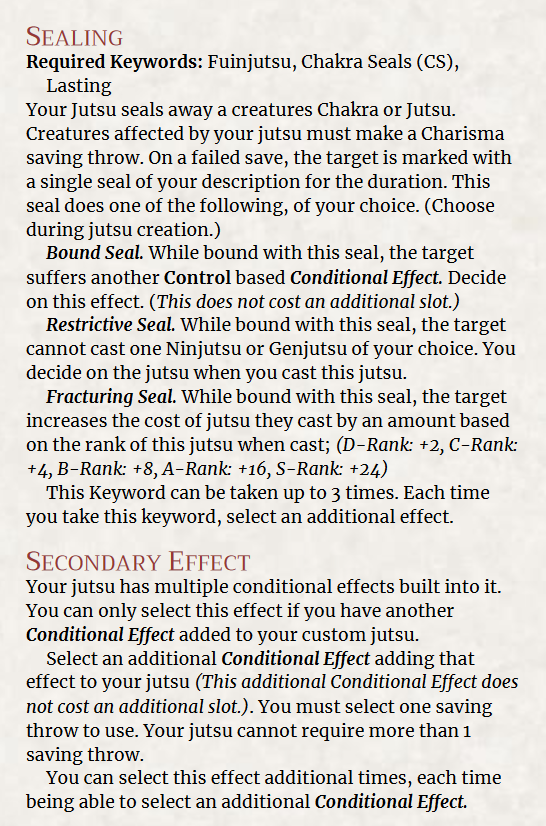 SEALING
Required Keywords: Fuinjutsu, Chakra Seals (CS),
Lasting
Your Jutsu seals away a creatures Chakra or Jutsu.
Creatures affected by your jutsu must make a Charisma
saving throw. On a failed save, the target is marked with
a single seal of your description for the duration. This
seal does one of the following, of your choice. (Choose
during jutsu creation.)
Bound Seal. While bound with this seal, the target
suffers another Control based Conditional Effect. Decide
on this effect. (This does not cost an additional slot.)
Restrictive Seal. While bound with this seal, the target
cannot cast one Ninjutsu or Genjutsu of your choice. You
decide on the jutsu when you cast this jutsu.
Fracturing Seal. While bound with this seal, the target
increases the cost of jutsu they cast by an amount based
on the rank of this jutsu when cast; (D-Rank: +2, C-Rank:
+4, B-Rank: +8, A-Rank: +16, S-Rank: +24)
This Keyword can be taken up to 3 times. Each time
you take this keyword, select an additional effect.
SECONDARY EFFECT
Your jutsu has multiple conditional effects built into it.
You can only select this effect if you have another
Conditional Effect added to your custom jutsu.
Select an additional Conditional Effect adding that
effect to your jutsu (This additional Conditional Effect does
not cost an additional slot.). You must select one saving
throw to use. Your jutsu cannot require more than 1
saving throw.
You can select this effect additional times, each time
being able to select an additional Conditional Effect.